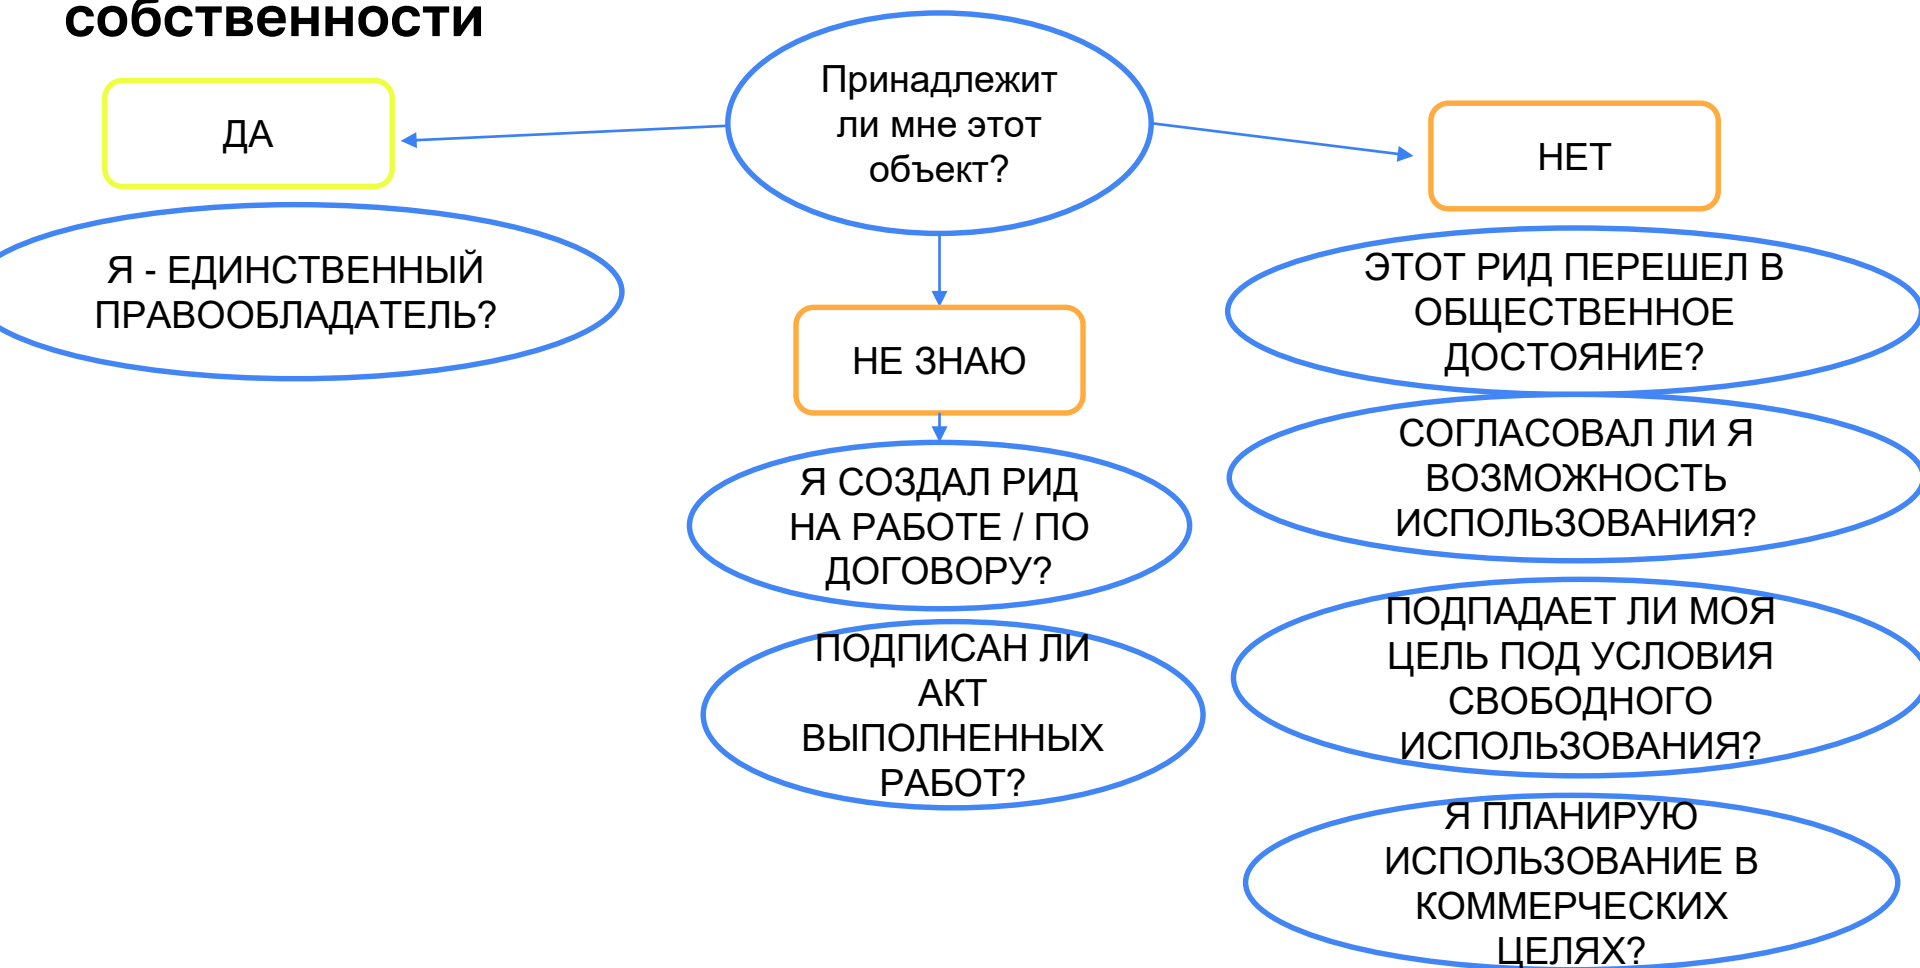 собственности
Принадлежит
ли мне этот
объект?
ДА
НЕТ
Я - ЕДИНСТВЕННЫЙ
ПРАВООБЛАДАТЕЛЬ?
НЕ ЗНАЮ
Я СОЗДАЛ РИД
НА РАБОТЕ / ПО
ДОГОВОРУ?
ПОДПИСАН ЛИ
АКТ
ВЫПОЛНЕННЫХ
РАБОТ?
ЭТОТ РИД ПЕРЕШЕЛ В
ОБЩЕСТВЕННОЕ
ДОСТОЯНИЕ?
СОГЛАСОВАЛ ЛИ Я
ВОЗМОЖНОСТЬ
ИСПОЛЬЗОВАНИЯ?
ПОДПАДАЕТ ЛИ МОЯ
ЦЕЛЬ ПОД УСЛОВИЯ
СВОБОДНОГО
ИСПОЛЬЗОВАНИЯ?
Я ПЛАНИРУЮ
ИСПОЛЬЗОВАНИЕ В
КОММЕРЧЕСКИХ
ЦЕЛЯХ?